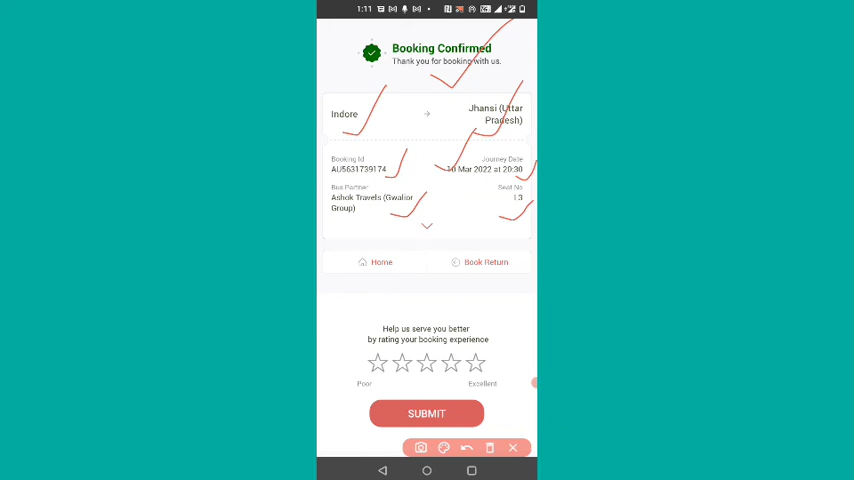 1:11
Booking Confirmed
Thank you for booking with us.
Indore
Jhansi (Uttar
Pradesh)
Booking Id
Journey Date
AU5631739174
10 Mar 2022 at 20:30
Bus Partner
Seat No
Ashok Travels (Gwalior
Group)
L3
Home
Book Return
Help us serve you better
by rating your booking experience
Poor
Excellent
SUBMIT